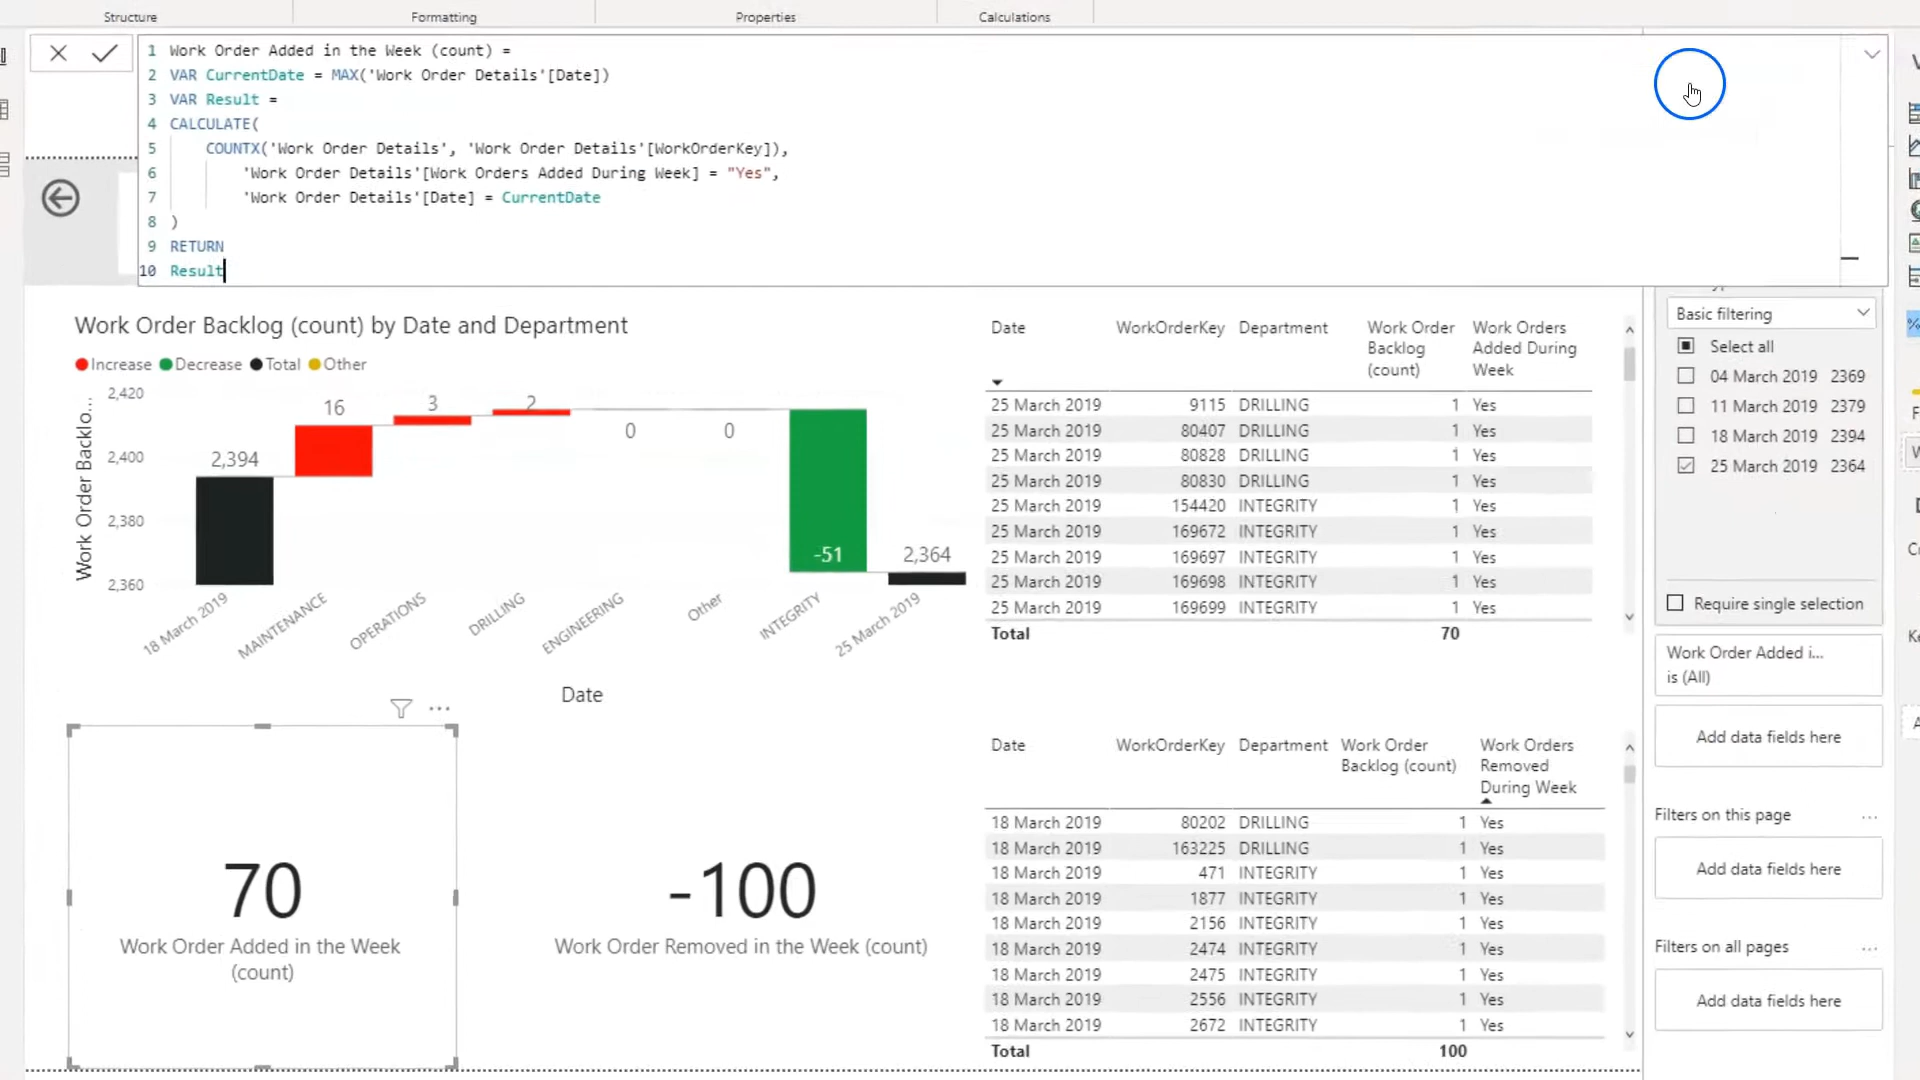 Structure
Formatting
Properties
Calculations
1 Work Order Added in the Week (count) =
2 VAR CurrentDate = MAX('Work Order Details'[Date])
3 VAR Result =
4 CALCULATE(
5 COUNTX('Work Order Details', 'Work Order Details'[WorkOrderKey]),
6 'Work Order Details'[Work Orders Added During Week] = "Yes",
7 'Work Order Details'[Date] = CurrentDate
8 )
9 RETURN
10 Result
Work Order Backlog (count) by Date and Department
Increase Decrease Total Other
Work Order Backlo...
2,420
2,400
2,380
2,360
2,394
16
3
2
0
0
-51
2,364
18 March 2019
MAINTENANCE
OPERATIONS
DRILLING
ENGINEERING
Other
INTEGRITY
25 March 2019
Date
70
Work Order Added in the Week
(count)
-100
Work Order Removed in the Week (count)
Date WorkOrderKey Department Work Order Backlog (count) Work Orders Added During Week
25 March 2019 9115 DRILLING 1 Yes
25 March 2019 80407 DRILLING 1 Yes
25 March 2019 80828 DRILLING 1 Yes
25 March 2019 80830 DRILLING 1 Yes
25 March 2019 154420 INTEGRITY 1 Yes
25 March 2019 169672 INTEGRITY 1 Yes
25 March 2019 169697 INTEGRITY 1 Yes
25 March 2019 169698 INTEGRITY 1 Yes
25 March 2019 169699 INTEGRITY 1 Yes
Total 70
Date WorkOrderKey Department Work Order Backlog (count) Work Orders Removed During Week
18 March 2019 80202 DRILLING 1 Yes
18 March 2019 163225 DRILLING 1 Yes
18 March 2019 471 INTEGRITY 1 Yes
18 March 2019 1877 INTEGRITY 1 Yes
18 March 2019 2156 INTEGRITY 1 Yes
18 March 2019 2474 INTEGRITY 1 Yes
18 March 2019 2475 INTEGRITY 1 Yes
18 March 2019 2556 INTEGRITY 1 Yes
18 March 2019 2672 INTEGRITY 1 Yes
Total 100
Basic filtering
Select all
04 March 2019 2369
11 March 2019 2379
18 March 2019 2394
25 March 2019 2364
Require single selection
Work Order Added i...
is (All)
Add data fields here
Filters on this page ...
Add data fields here
Filters on all pages ...
Add data fields here